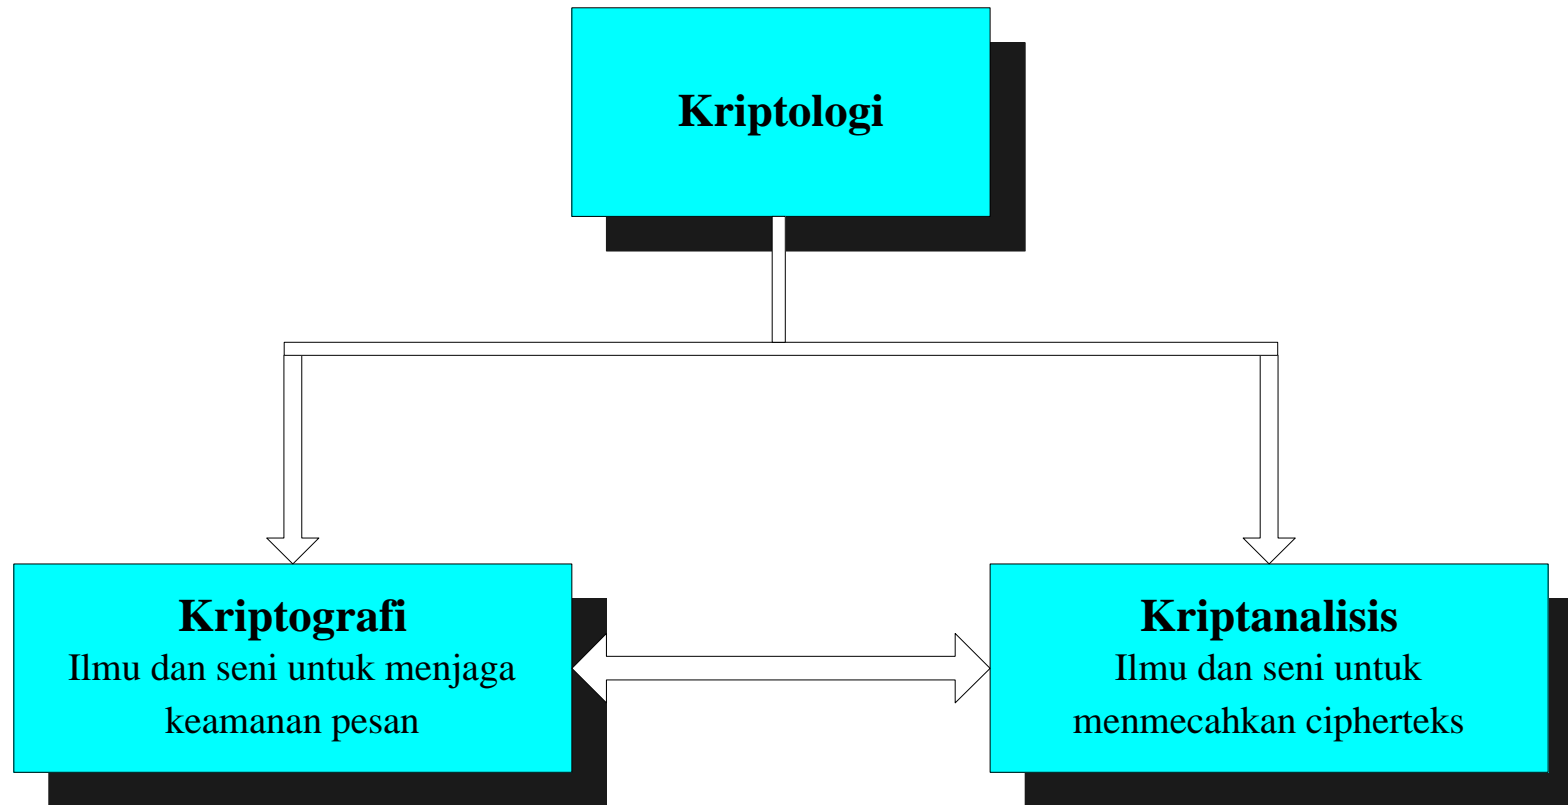 Kriptologi
Kriptografi
Ilmu dan seni untuk menjaga
keamanan pesan
Kriptanalisis
Ilmu dan seni untuk
menmecahkan cipherteks